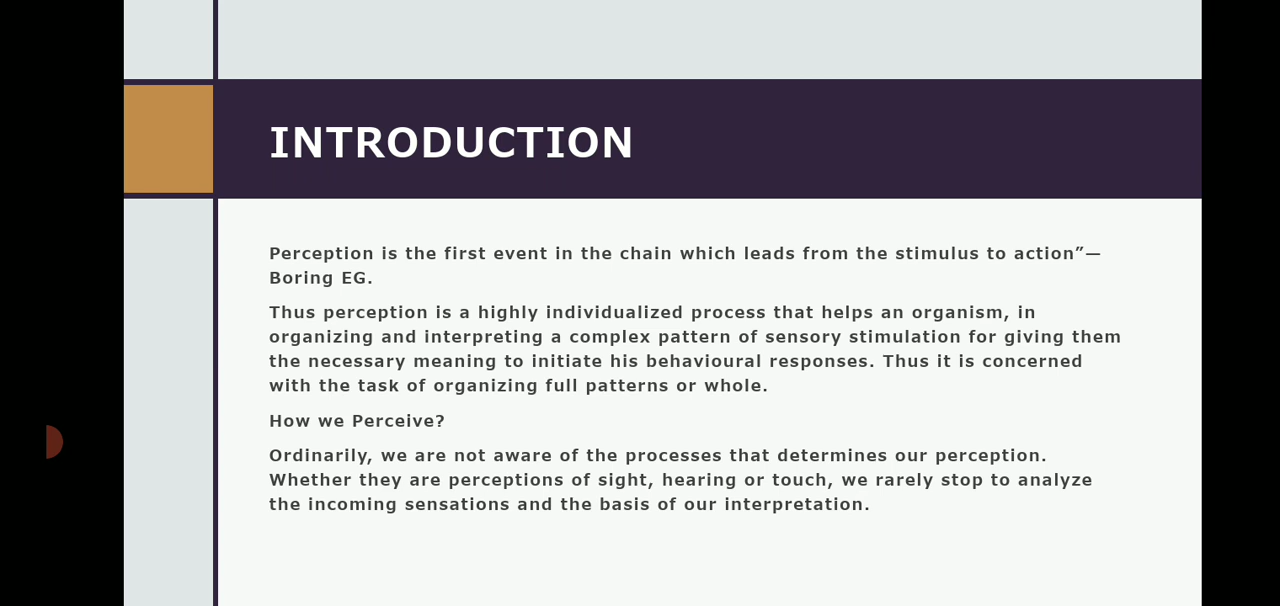 INTRODUCTION
Perception is the first event in the chain which leads from the stimulus to action”—
Boring EG.
Thus perception is a highly individualized process that helps an organism, in
organizing and interpreting a complex pattern of sensory stimulation for giving them
the necessary meaning to initiate his behavioural responses. Thus it is concerned
with the task of organizing full patterns or whole.
How we Perceive?
Ordinarily, we are not aware of the processes that determines our perception.
Whether they are perceptions of sight, hearing or touch, we rarely stop to analyze
the incoming sensations and the basis of our interpretation.